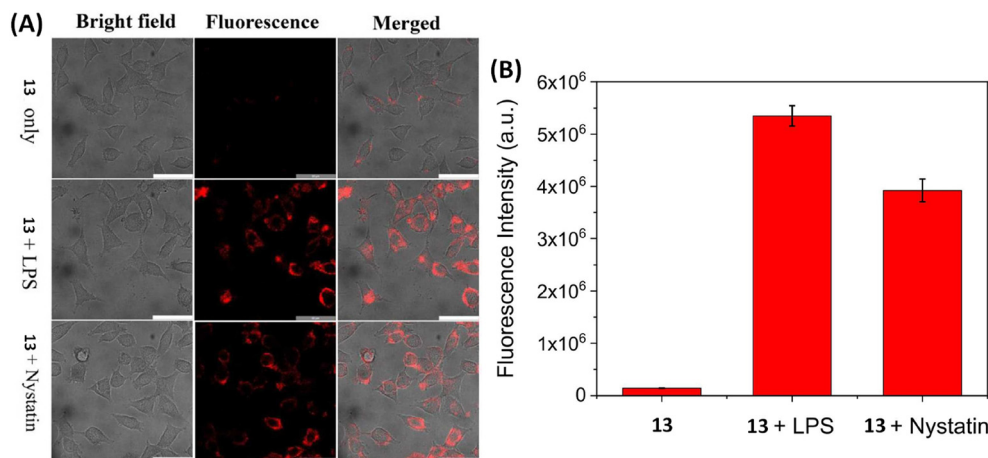 (A)
Bright field Fluorescence Merged
13 only
13 + LPS
13 + Nystatin
(B)
Fluorescence Intensity (a.u.)
6x10⁶
5x10⁶
4x10⁶
3x10⁶
2x10⁶
1x10⁶
0
13 13 + LPS 13 + Nystatin